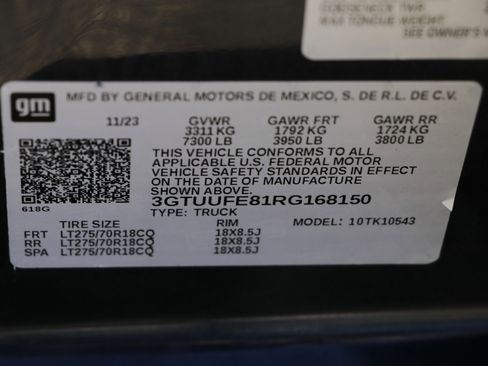 168 OWNER'S
gm
MFD BY GENERAL MOTORS DE MEXICO, S. DE R.L. DE C.V.
11/23 GVWR GAWR FRT GAWR RR
3311 KG 1792 KG 1724 KG
7300 LB 3950 LB 3800 LB
THIS VEHICLE CONFORMS TO ALL
APPLICABLE U.S. FEDERAL MOTOR
VEHICLE SAFETY STANDARDS IN EFFECT
ON THE DATE OF MANUFACTURE
SHOWN ABOVE.
3GTUUFE81RG168150
618G
TYPE: TRUCK
TIRE SIZE RIM MODEL: 10TK10543
FRT LT275/70R18CQ 18X8.5J
RR LT275/70R18CQ 18X8.5J
SPA LT275/70R18CQ 18X8.5J